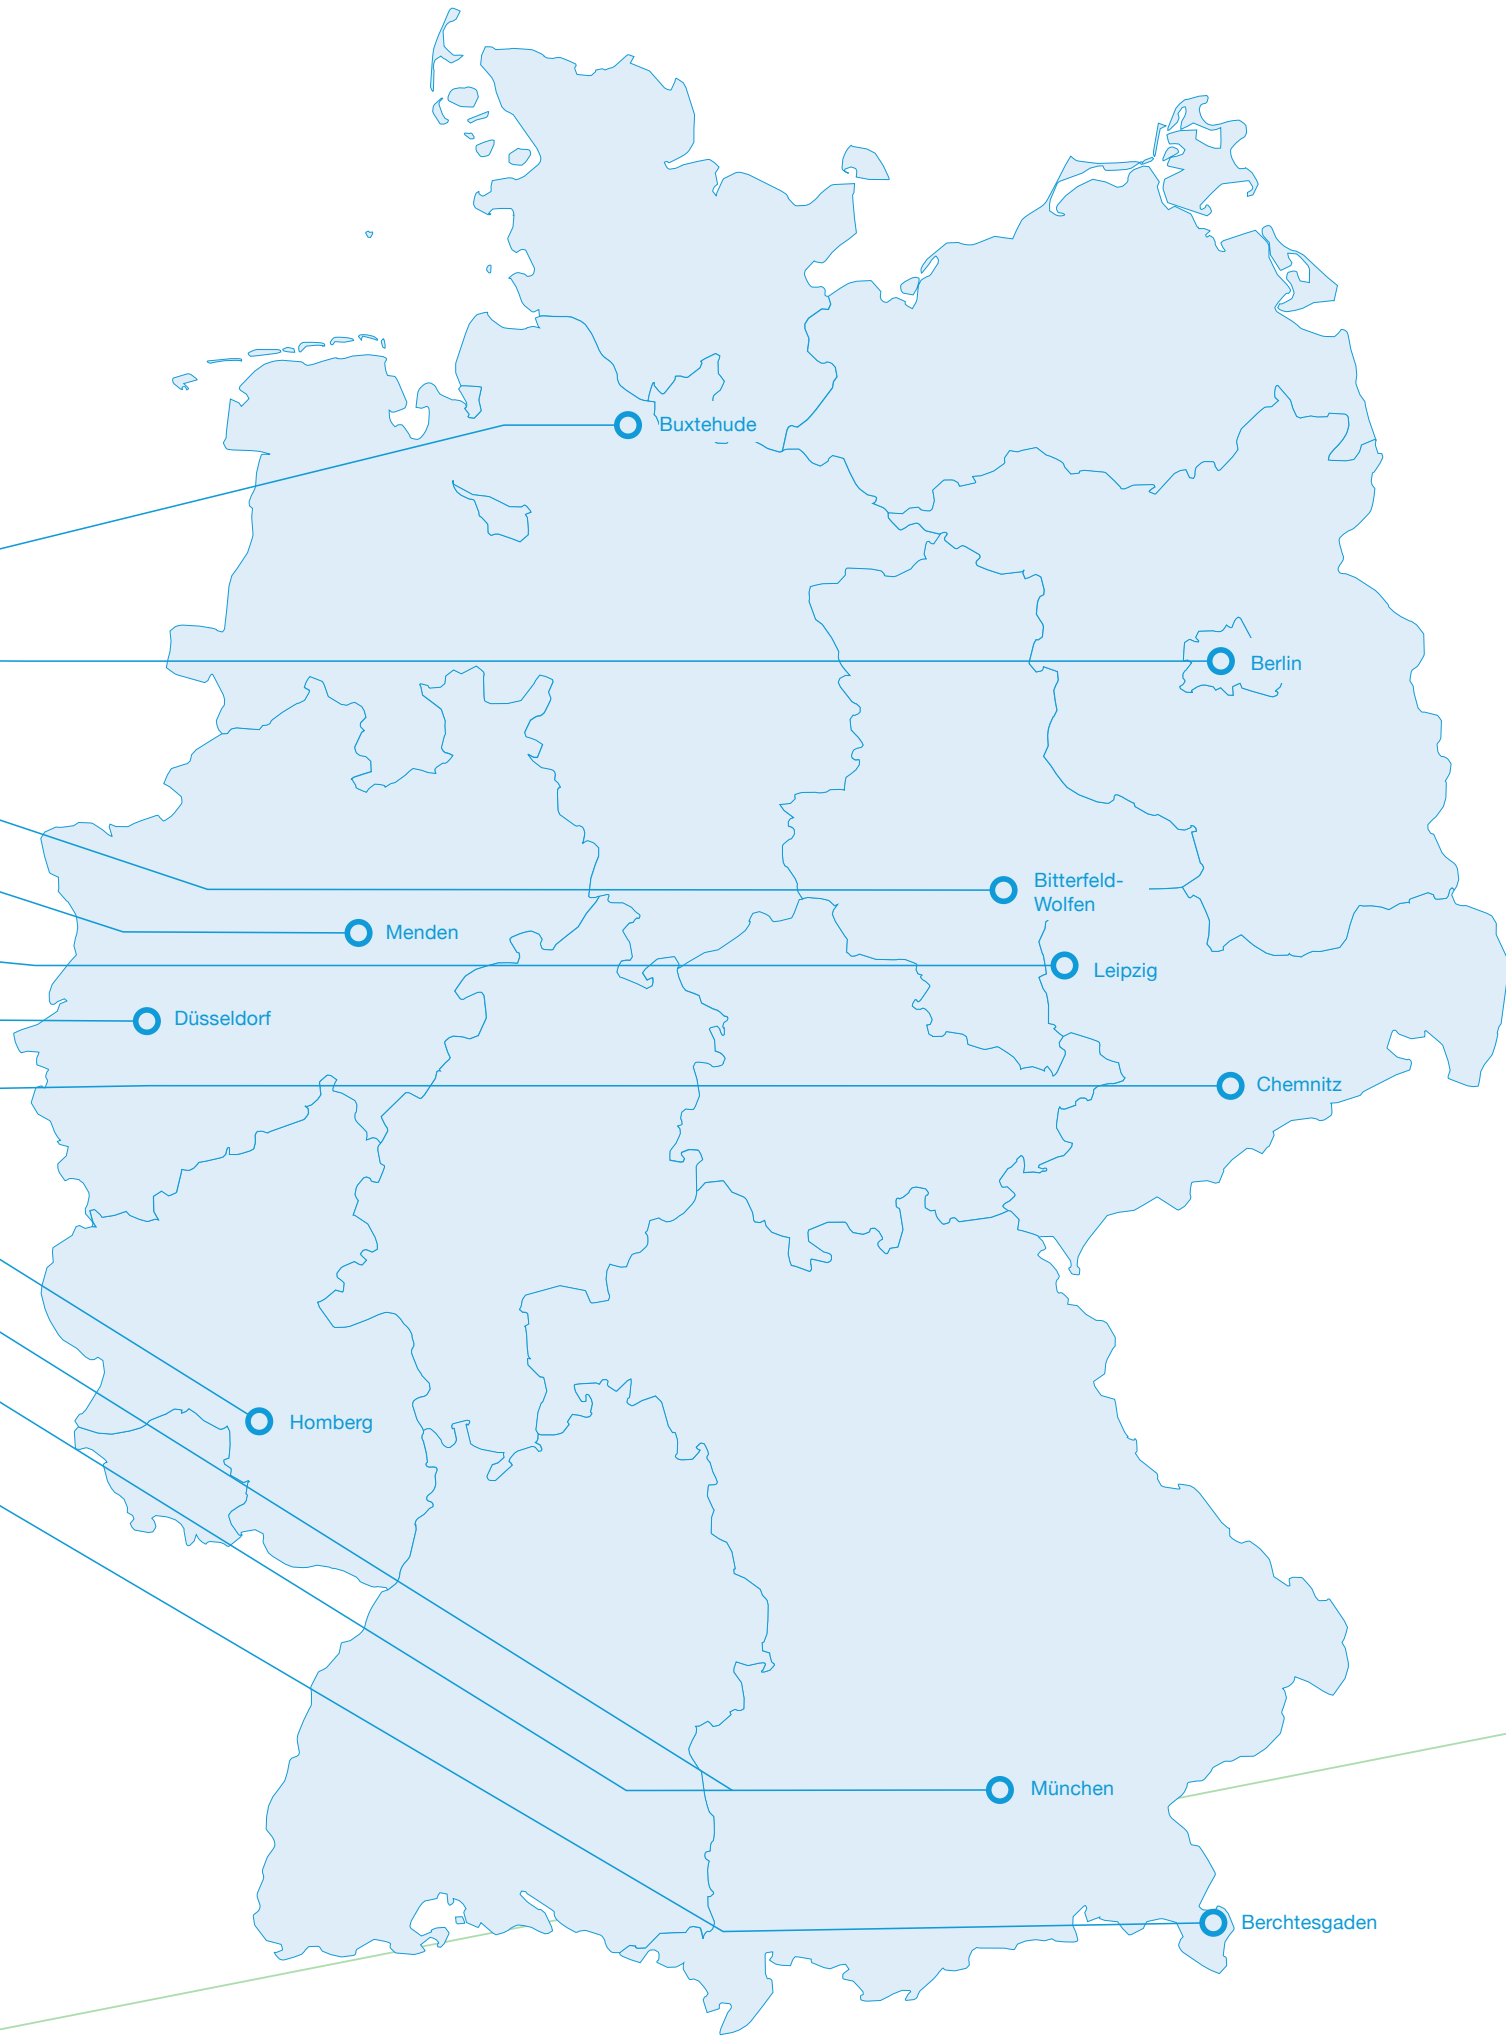 Buxtehude
Berlin
Bitterfeld-
Wolfen
Menden
Leipzig
Düsseldorf
Chemnitz
Homberg
München
Berchtesgaden